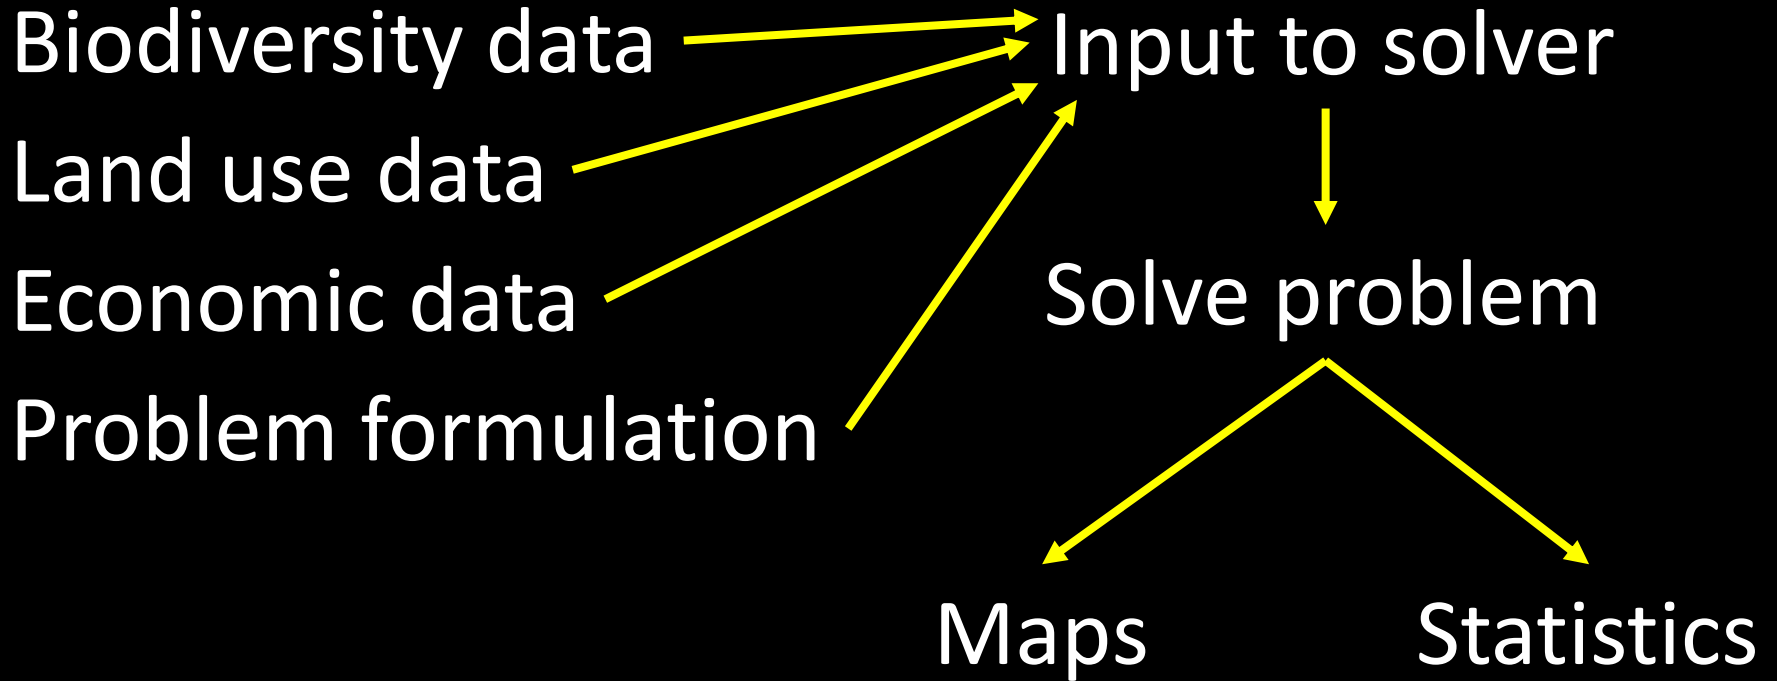 Biodiversity data
Land use data
Economic data
Problem formulation
Input to solver
Solve problem
Maps
Statistics